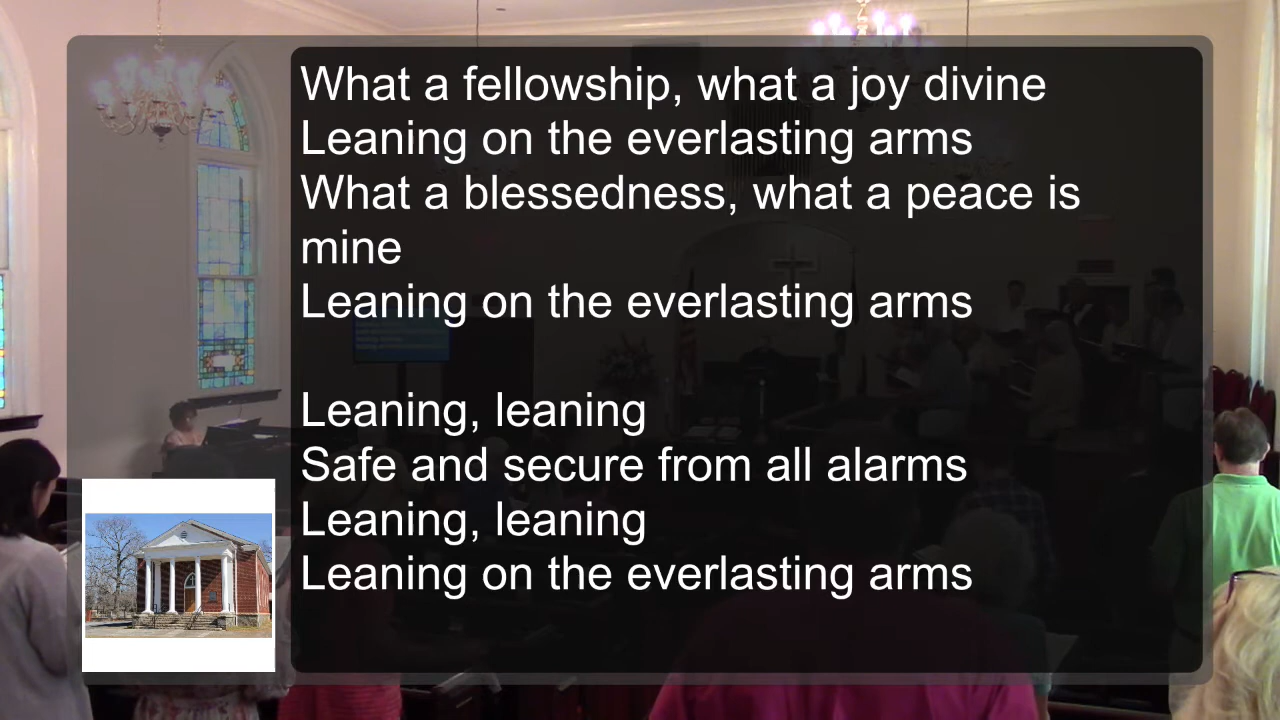 What a fellowship, what a joy divine
Leaning on the everlasting arms
What a blessedness, what a peace is
mine
Leaning on the everlasting arms
Leaning, leaning
Safe and secure from all alarms
Leaning, leaning
Leaning on the everlasting arms